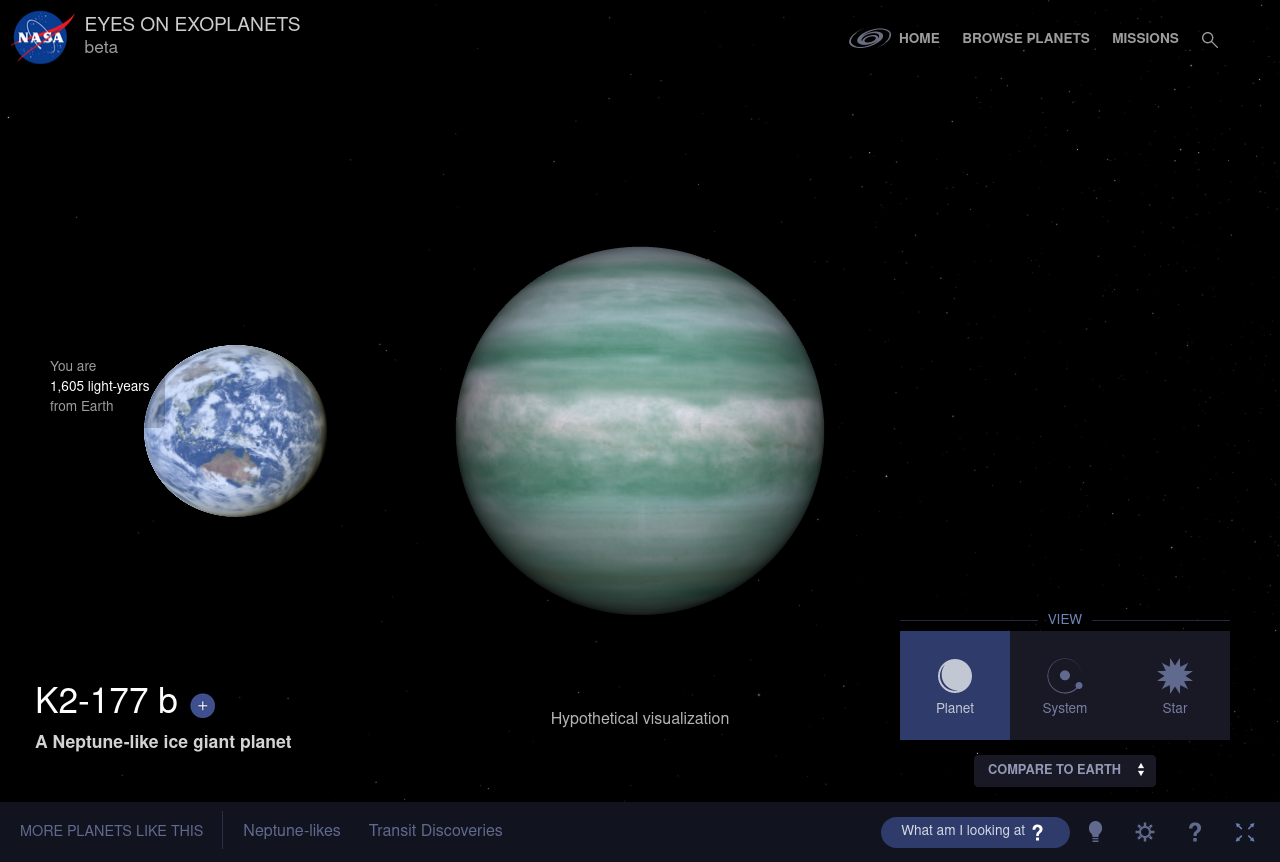 NASA
EYES ON EXOPLANETS
beta
HOME
BROWSE PLANETS
MISSIONS
You are
1,605 light-years
from Earth
VIEW
Planet
System
Star
K2-177 b +
A Neptune-like ice giant planet
Hypothetical visualization
COMPARE TO EARTH
MORE PLANETS LIKE THIS
Neptune-likes
Transit Discoveries
What am I looking at ?
?